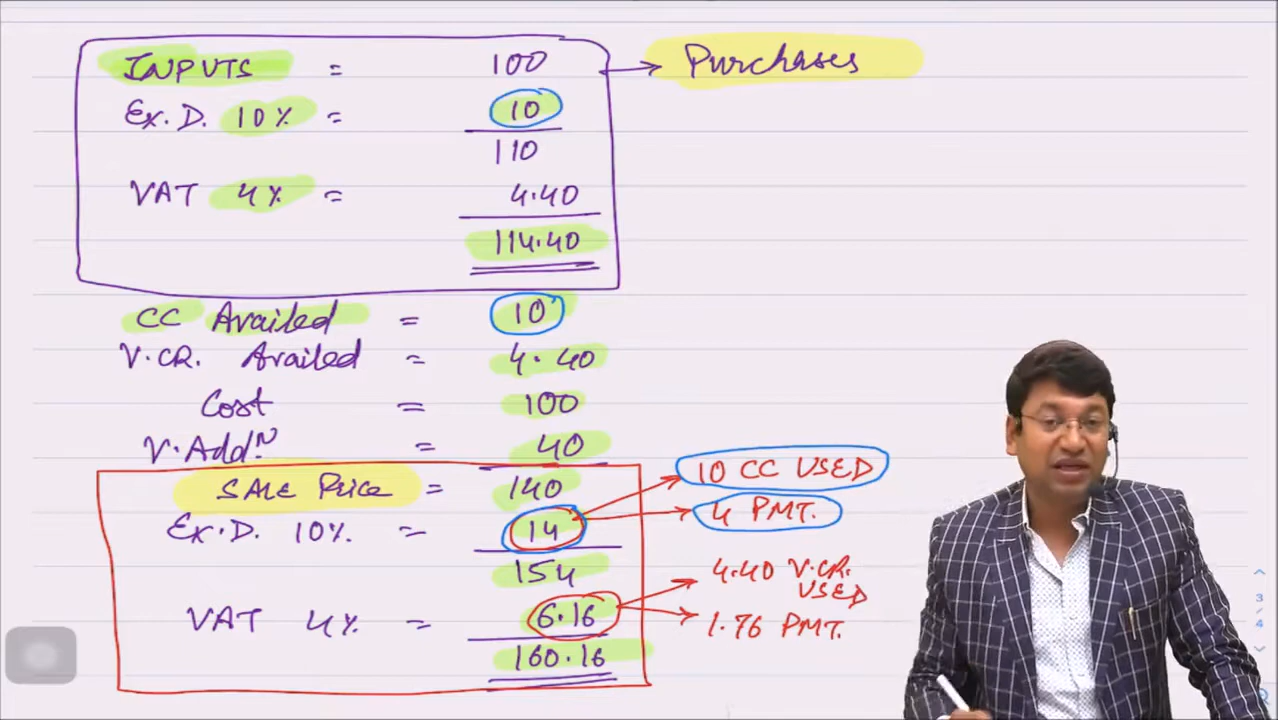 INPUTS = 100 → Purchases
Ex.D. 10% = 10
110
VAT 4% = 4.40
114.40
CC Availed = 10
V.CR. Availed = 4.40
Cost = 100
V.Addᴺ. = 40
SALE Price = 140
Ex.D. 10% = 14
10 CC USED
4 PMT.
154
VAT 4% = 6.16
4.40 V.CR.
USED
1.76 PMT.
160.16
3
4